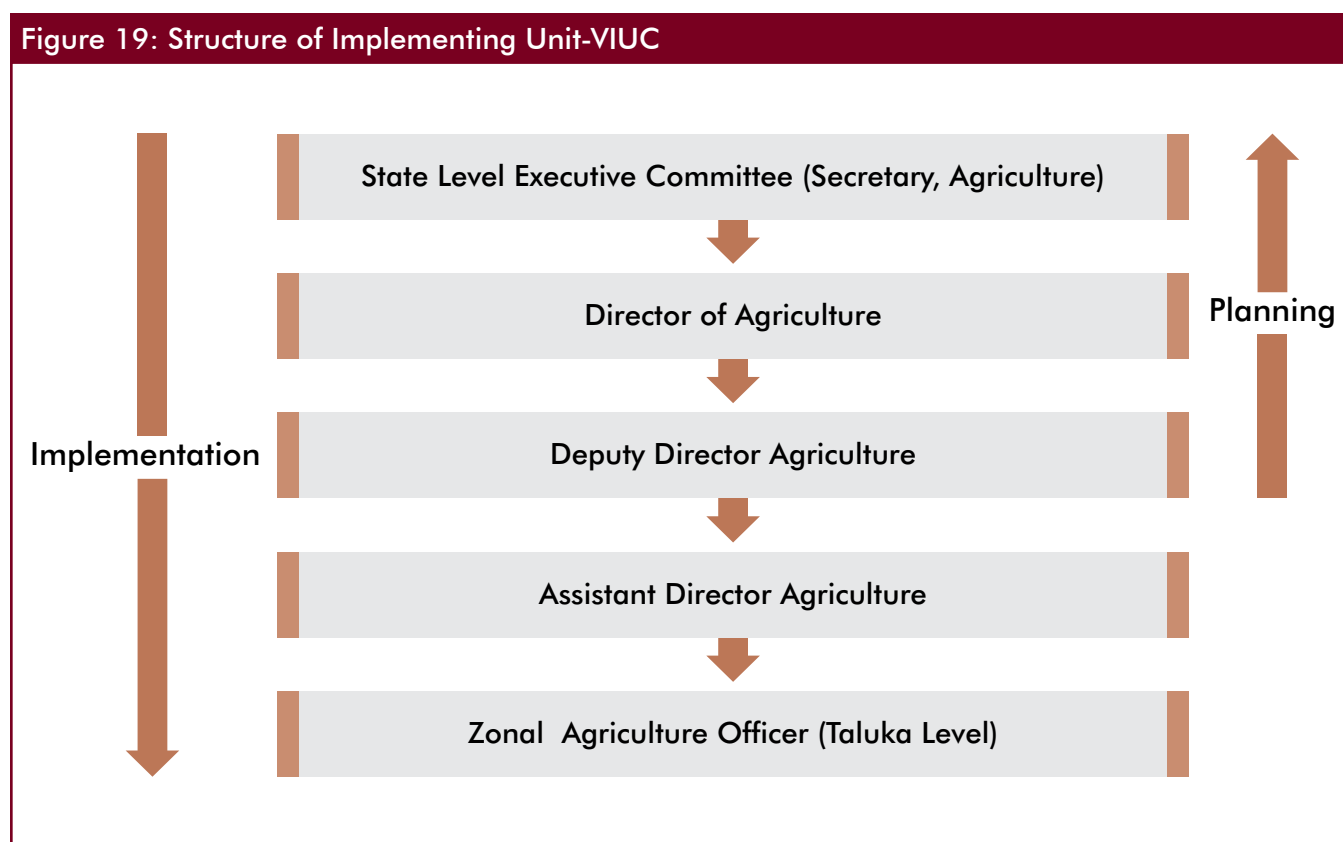 Figure 19: Structure of Implementing Unit-VIUC
State Level Executive Committee (Secretary, Agriculture)
Director of Agriculture
Planning
Deputy Director Agriculture
Implementation
Assistant Director Agriculture
Zonal Agriculture Officer (Taluka Level)